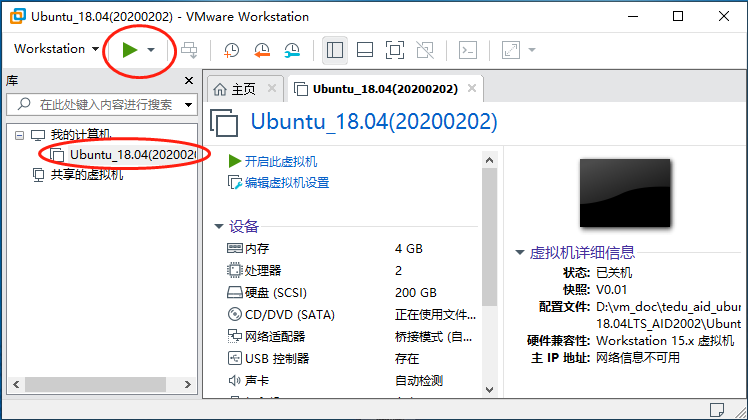 Ubuntu_18.04(20200202) - VMware Workstation
Workstation
库
在此处键入内容进行搜索
我的计算机
Ubuntu_18.04(202002
共享的虚拟机
主页
Ubuntu_18.04(20200202)
Ubuntu_18.04(20200202)
开启此虚拟机
编辑虚拟机设置
设备
内存 4 GB
处理器 2
硬盘 (SCSI) 200 GB
CD/DVD (SATA) 正在使用文件...
网络适配器 桥接模式 (自...
USB 控制器 存在
声卡 自动检测
虚拟机详细信息
状态: 已关机
快照: V0.01
配置文件: D:\vm_doc\tedu_aid_ubu
18.04LTS_AID2002\Ubunt
硬件兼容性: Workstation 15.x 虚拟机
主 IP 地址: 网络信息不可用